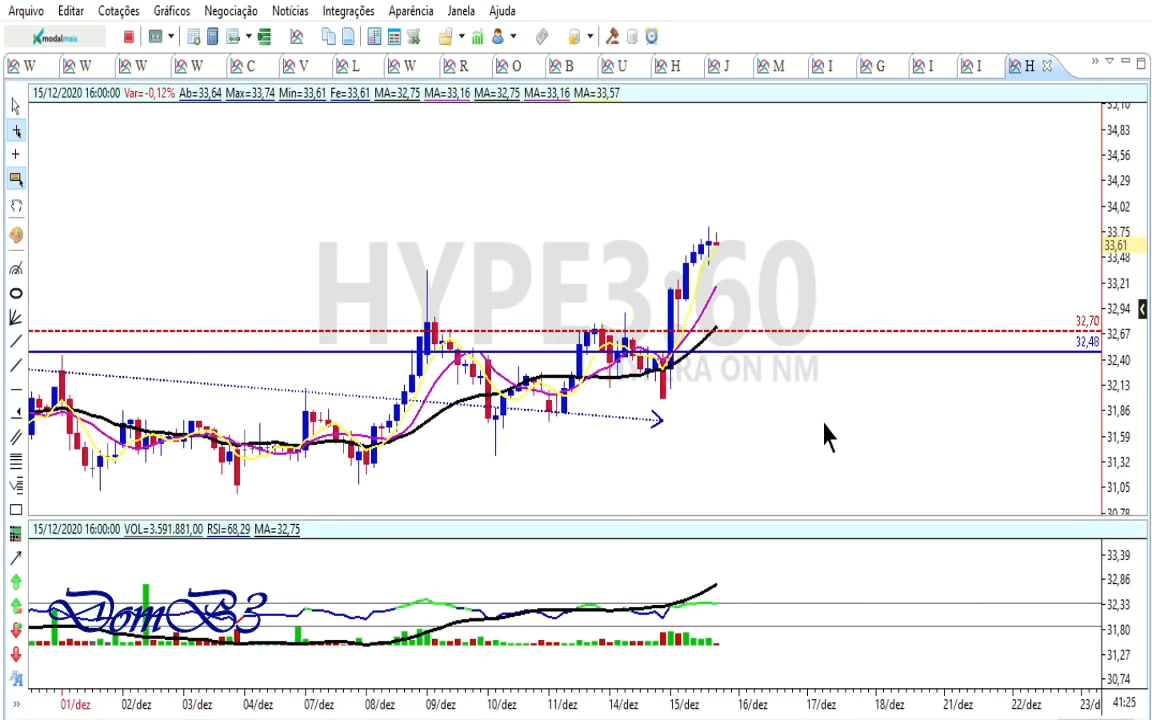 Arquivo Editar Cotações Gráficos Negociação Notícias Integrações Aparência Janela Ajuda
modalmais
W W W W C V L W R O B U H J M I G I I H
15/12/2020 16:00:00 Var=-0,12% Ab=33,64 Max=33,74 Min=33,61 Fe=33,61 MA=32,75 MA=33,16 MA=32,75 MA=33,16 MA=33,57
33,10
34,83
34,56
34,29
34,02
33,75
33,61
33,48
33,21
32,94
32,70
32,67
32,48
32,40
32,13
31,86
31,59
31,32
31,05
30,78
HYPE3:60
ERA ON NM
15/12/2020 16:00:00 VOL=3.591.881,00 RSI=68,29 MA=32,75
33,39
32,86
32,33
31,80
31,27
30,74
DomB3
01/dez 02/dez 03/dez 04/dez 07/dez 08/dez 09/dez 10/dez 11/dez 14/dez 15/dez 16/dez 17/dez 18/dez 21/dez 22/dez 23/d 41:25